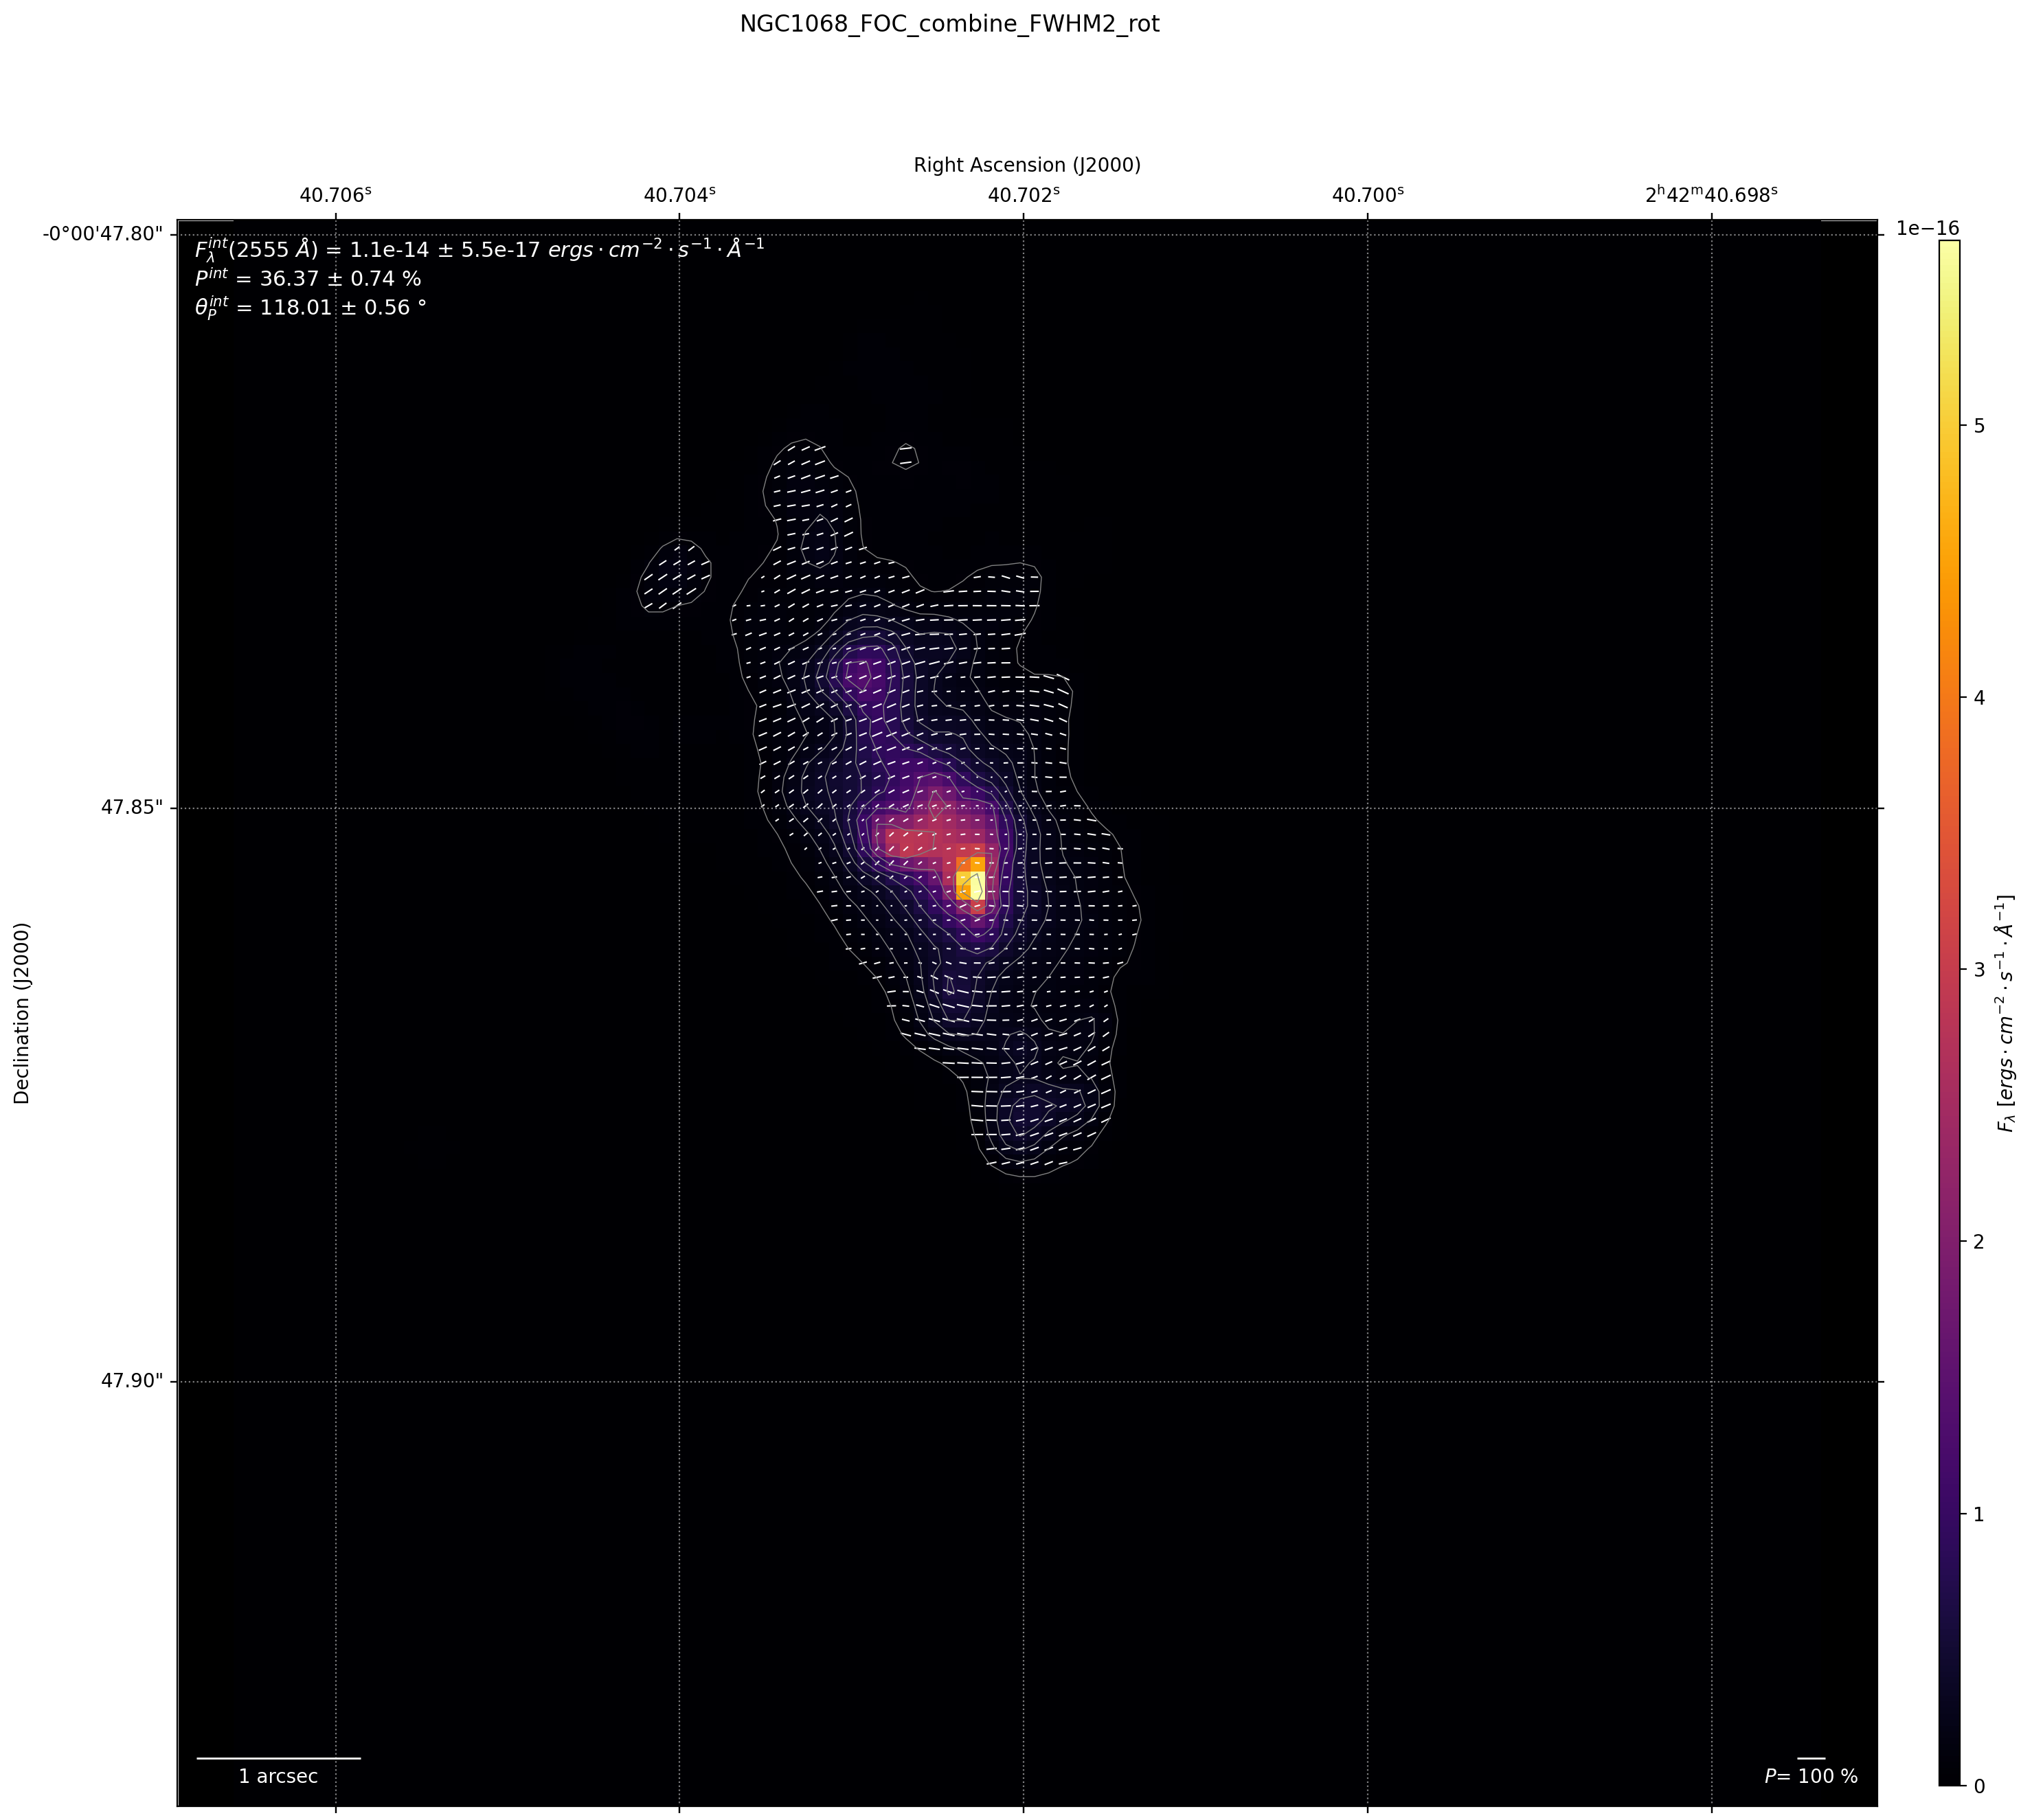 NGC1068_FOC_combine_FWHM2_rot
Right Ascension (J2000)
40.706ˢ 40.704ˢ 40.702ˢ 40.700ˢ 2ʰ42ᵐ40.698ˢ
-0°00'47.80"
47.85"
47.90"
Declination (J2000)
F_λ^int(2555 Å) = 1.1e-14 ± 5.5e-17 ergs · cm⁻² · s⁻¹ · Å⁻¹
P^int = 36.37 ± 0.74 %
θ_P^int = 118.01 ± 0.56 °
1 arcsec
P= 100 %
1e−16
5
4
3
2
1
0
F_λ [ergs · cm⁻² · s⁻¹ · Å⁻¹]